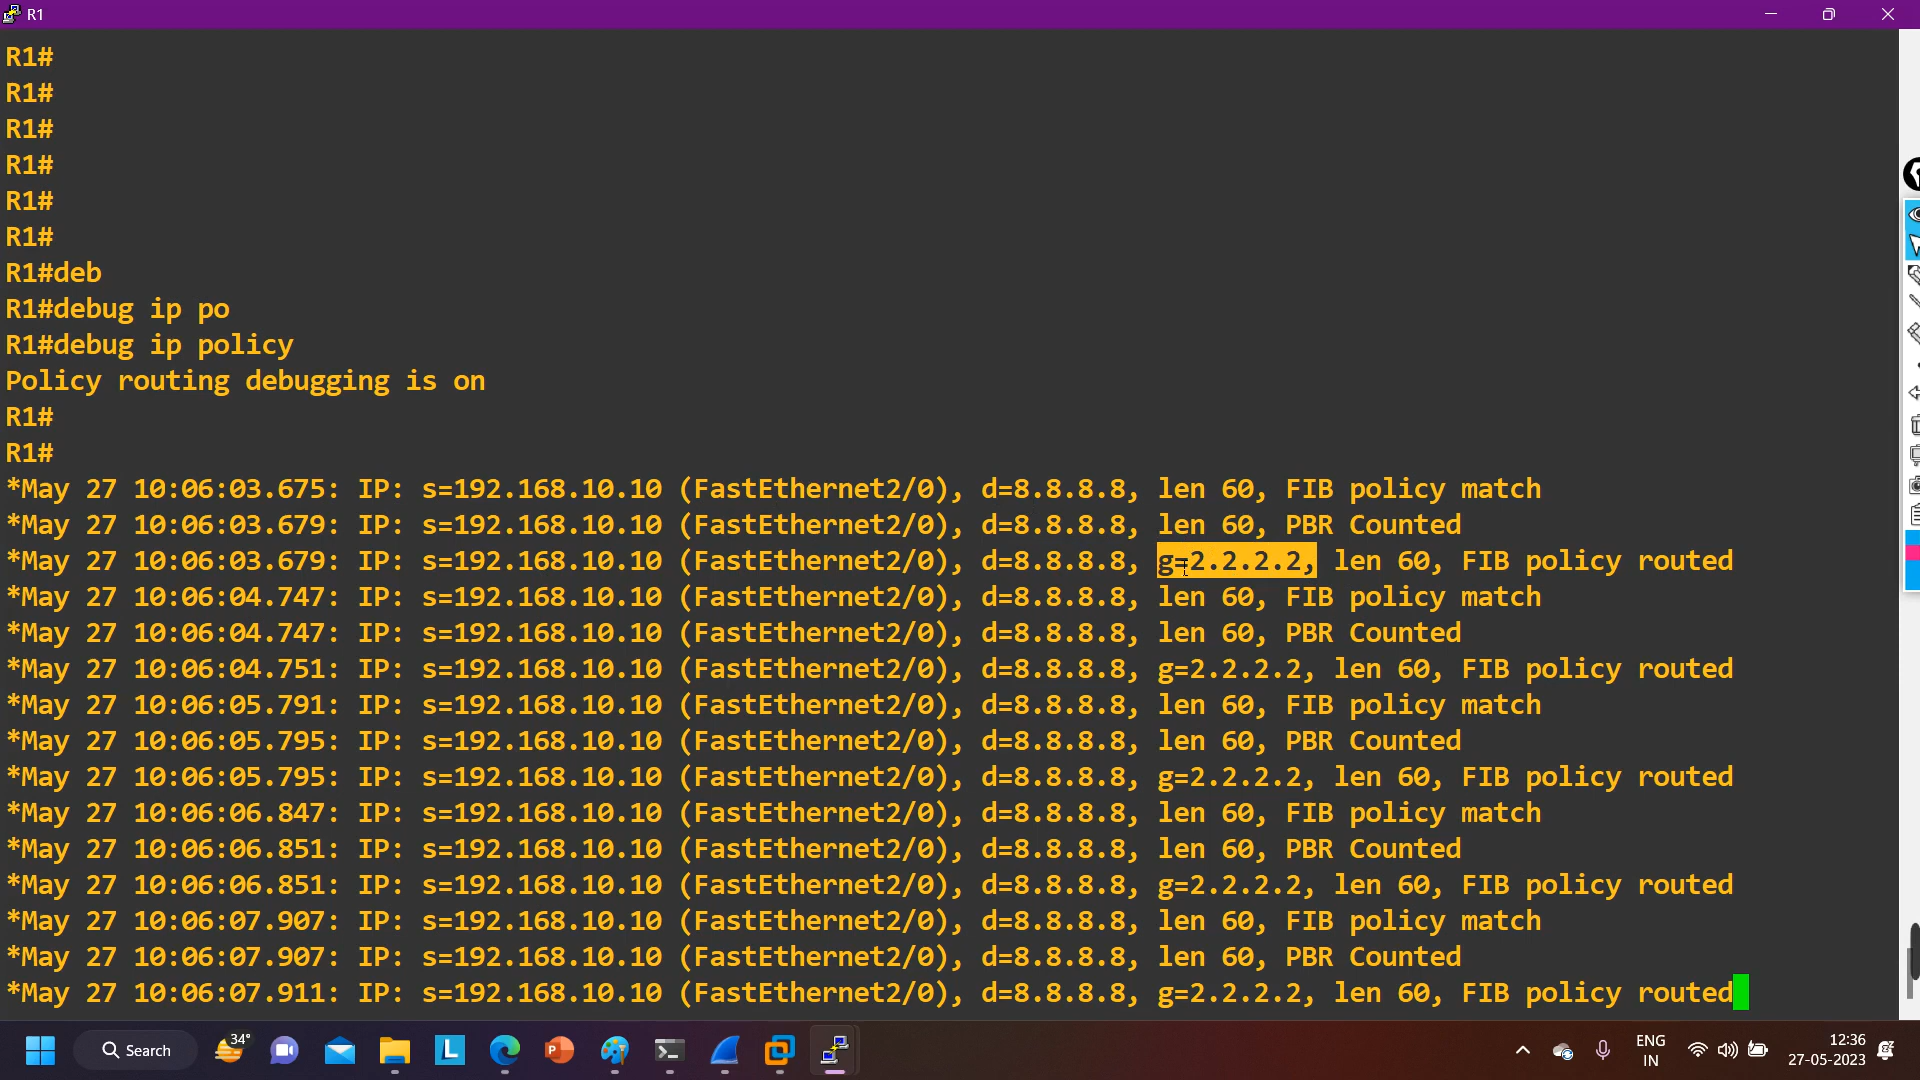 R1
R1#
R1#
R1#
R1#
R1#
R1#
R1#deb
R1#debug ip po
R1#debug ip policy
Policy routing debugging is on
R1#
R1#
*May 27 10:06:03.675: IP: s=192.168.10.10 (FastEthernet2/0), d=8.8.8.8, len 60, FIB policy match
*May 27 10:06:03.679: IP: s=192.168.10.10 (FastEthernet2/0), d=8.8.8.8, len 60, PBR Counted
*May 27 10:06:03.679: IP: s=192.168.10.10 (FastEthernet2/0), d=8.8.8.8, g=2.2.2.2, len 60, FIB policy routed
*May 27 10:06:04.747: IP: s=192.168.10.10 (FastEthernet2/0), d=8.8.8.8, len 60, FIB policy match
*May 27 10:06:04.747: IP: s=192.168.10.10 (FastEthernet2/0), d=8.8.8.8, len 60, PBR Counted
*May 27 10:06:04.751: IP: s=192.168.10.10 (FastEthernet2/0), d=8.8.8.8, g=2.2.2.2, len 60, FIB policy routed
*May 27 10:06:05.791: IP: s=192.168.10.10 (FastEthernet2/0), d=8.8.8.8, len 60, FIB policy match
*May 27 10:06:05.795: IP: s=192.168.10.10 (FastEthernet2/0), d=8.8.8.8, len 60, PBR Counted
*May 27 10:06:05.795: IP: s=192.168.10.10 (FastEthernet2/0), d=8.8.8.8, g=2.2.2.2, len 60, FIB policy routed
*May 27 10:06:06.847: IP: s=192.168.10.10 (FastEthernet2/0), d=8.8.8.8, len 60, FIB policy match
*May 27 10:06:06.851: IP: s=192.168.10.10 (FastEthernet2/0), d=8.8.8.8, len 60, PBR Counted
*May 27 10:06:06.851: IP: s=192.168.10.10 (FastEthernet2/0), d=8.8.8.8, g=2.2.2.2, len 60, FIB policy routed
*May 27 10:06:07.907: IP: s=192.168.10.10 (FastEthernet2/0), d=8.8.8.8, len 60, FIB policy match
*May 27 10:06:07.907: IP: s=192.168.10.10 (FastEthernet2/0), d=8.8.8.8, len 60, PBR Counted
*May 27 10:06:07.911: IP: s=192.168.10.10 (FastEthernet2/0), d=8.8.8.8, g=2.2.2.2, len 60, FIB policy routed
Search
34°
L
P
ENG
IN
12:36
27-05-2023